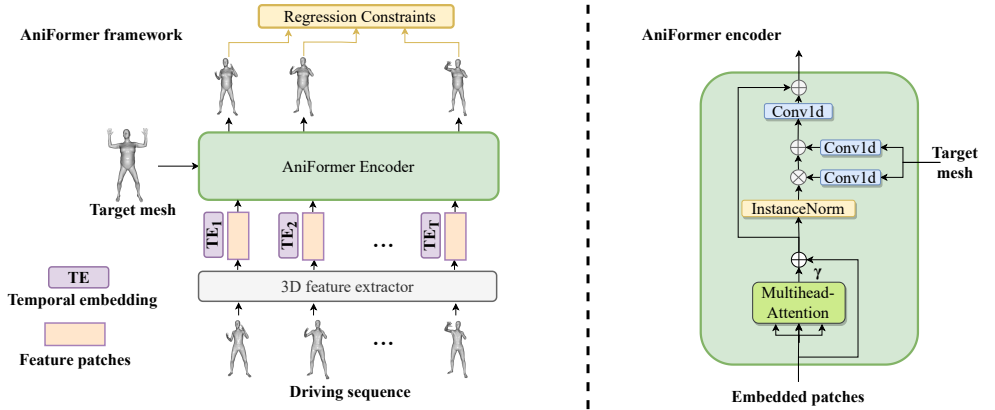 Regression Constraints
AniFormer framework
AniFormer Encoder
Target mesh
TE1
TE2
...
TET
TE
Temporal embedding
3D feature extractor
Feature patches
...
Driving sequence
AniFormer encoder
Conv1d
Conv1d
Conv1d
Target
mesh
InstanceNorm
γ
Multihead-
Attention
Embedded patches